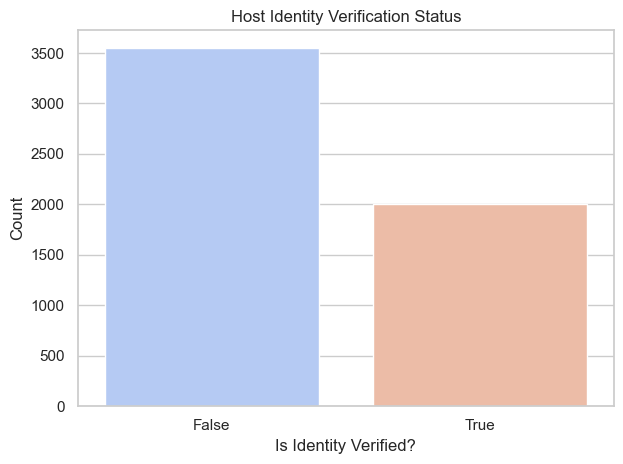 Host Identity Verification Status
3500
3000
2500
2000
1500
1000
500
0
Count
False
True
Is Identity Verified?